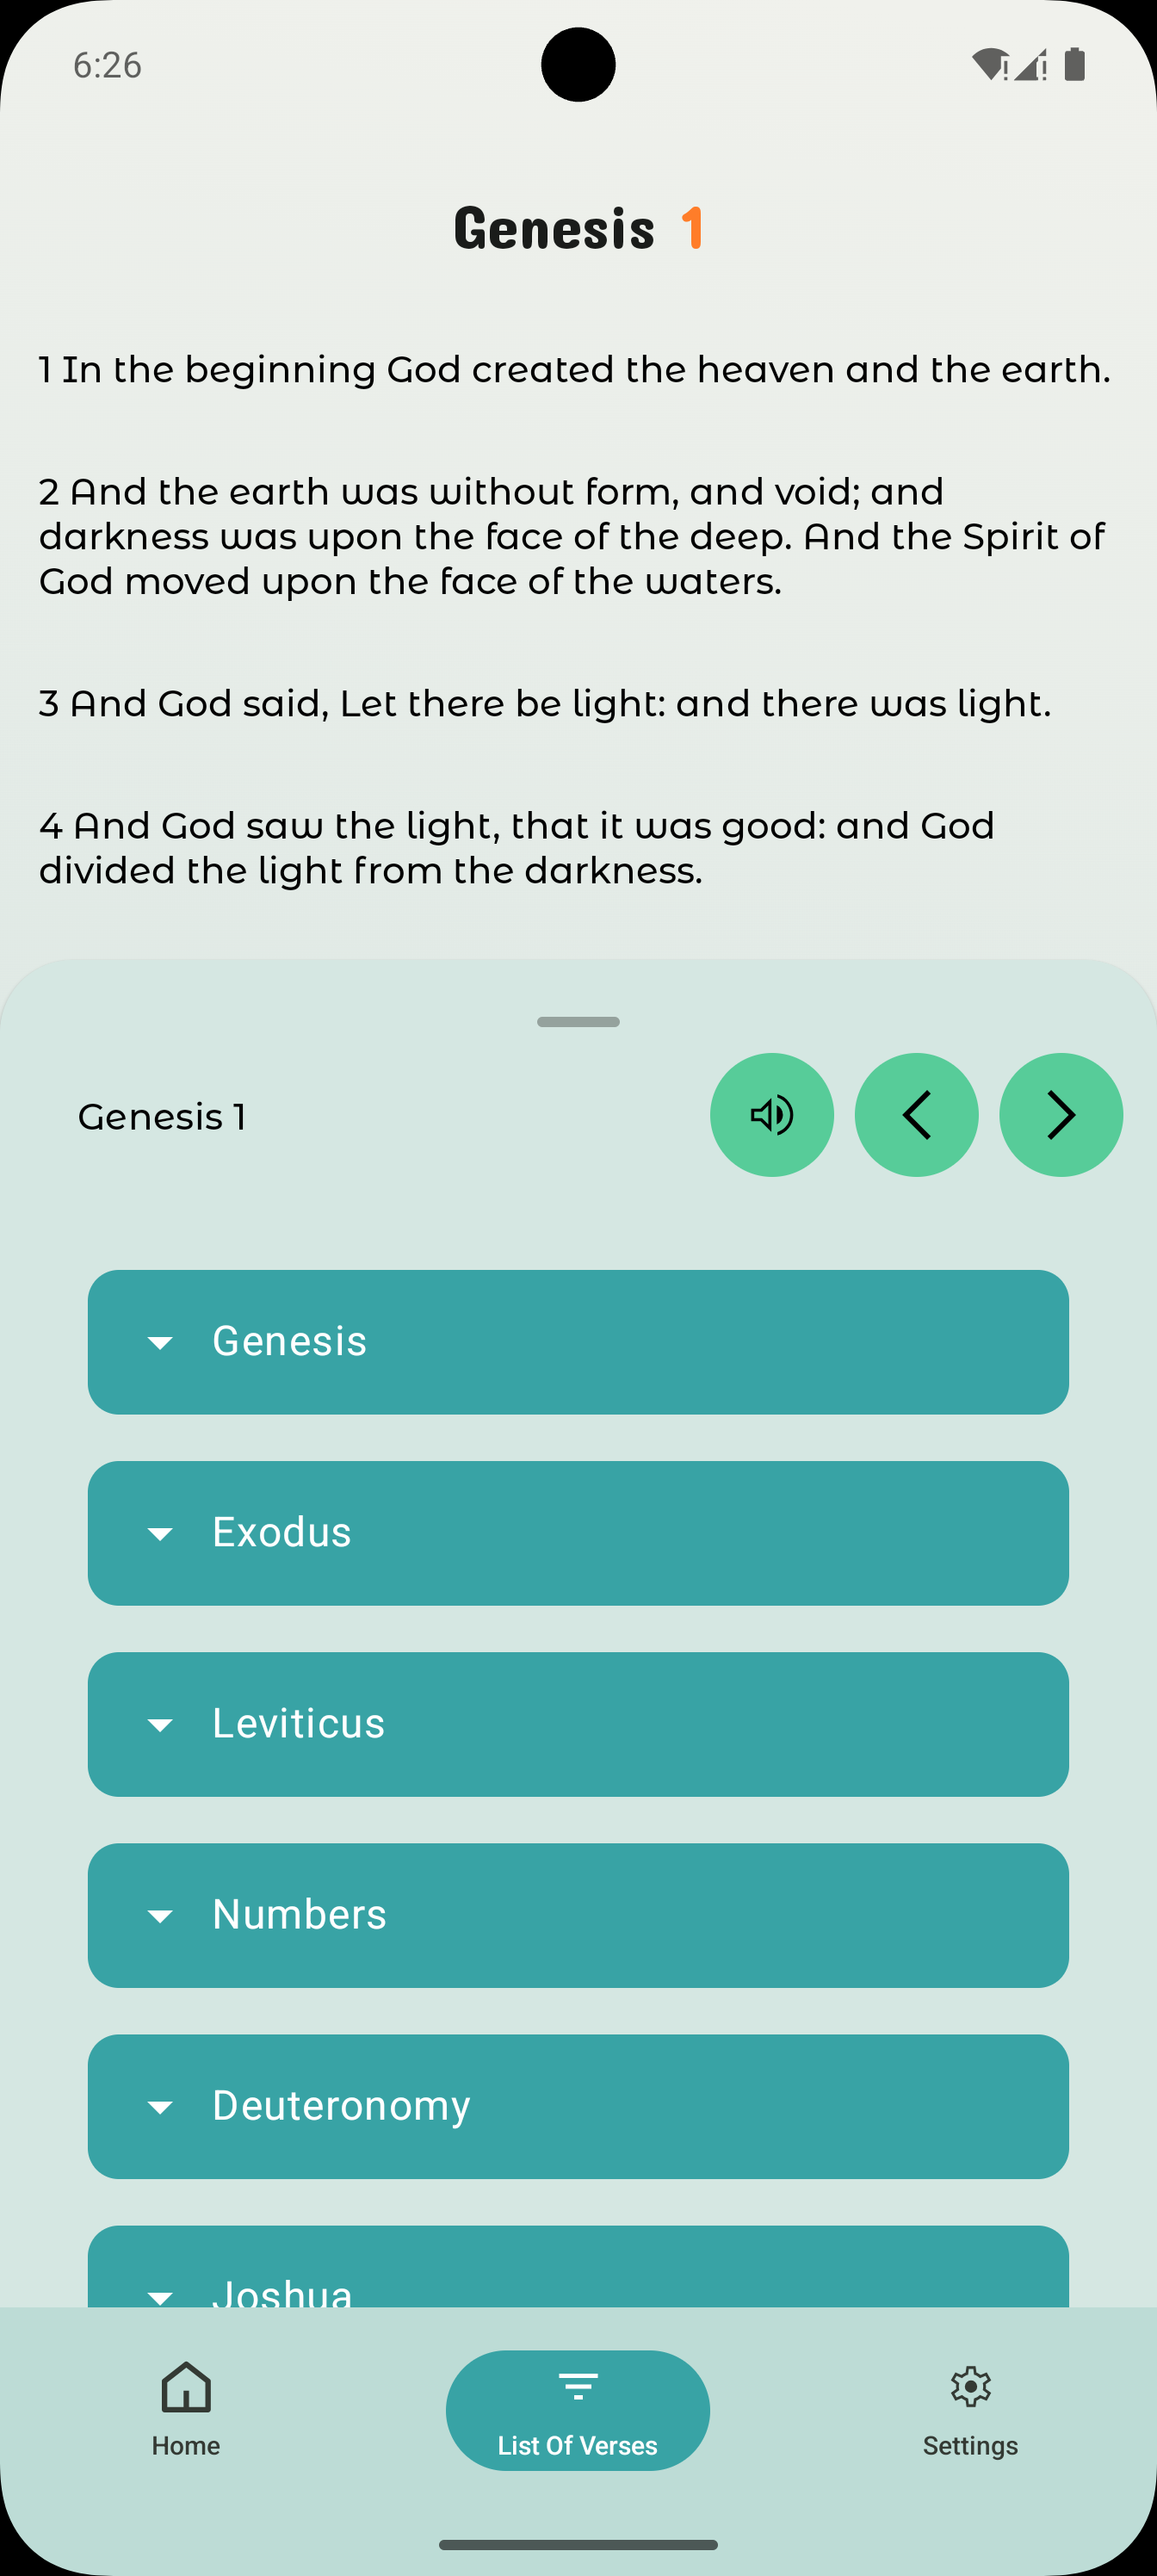 6:26
Genesis 1
1 In the beginning God created the heaven and the earth.
2 And the earth was without form, and void; and
darkness was upon the face of the deep. And the Spirit of
God moved upon the face of the waters.
3 And God said, Let there be light: and there was light.
4 And God saw the light, that it was good: and God
divided the light from the darkness.
Genesis 1
Genesis
Exodus
Leviticus
Numbers
Deuteronomy
Joshua
Home
List Of Verses
Settings